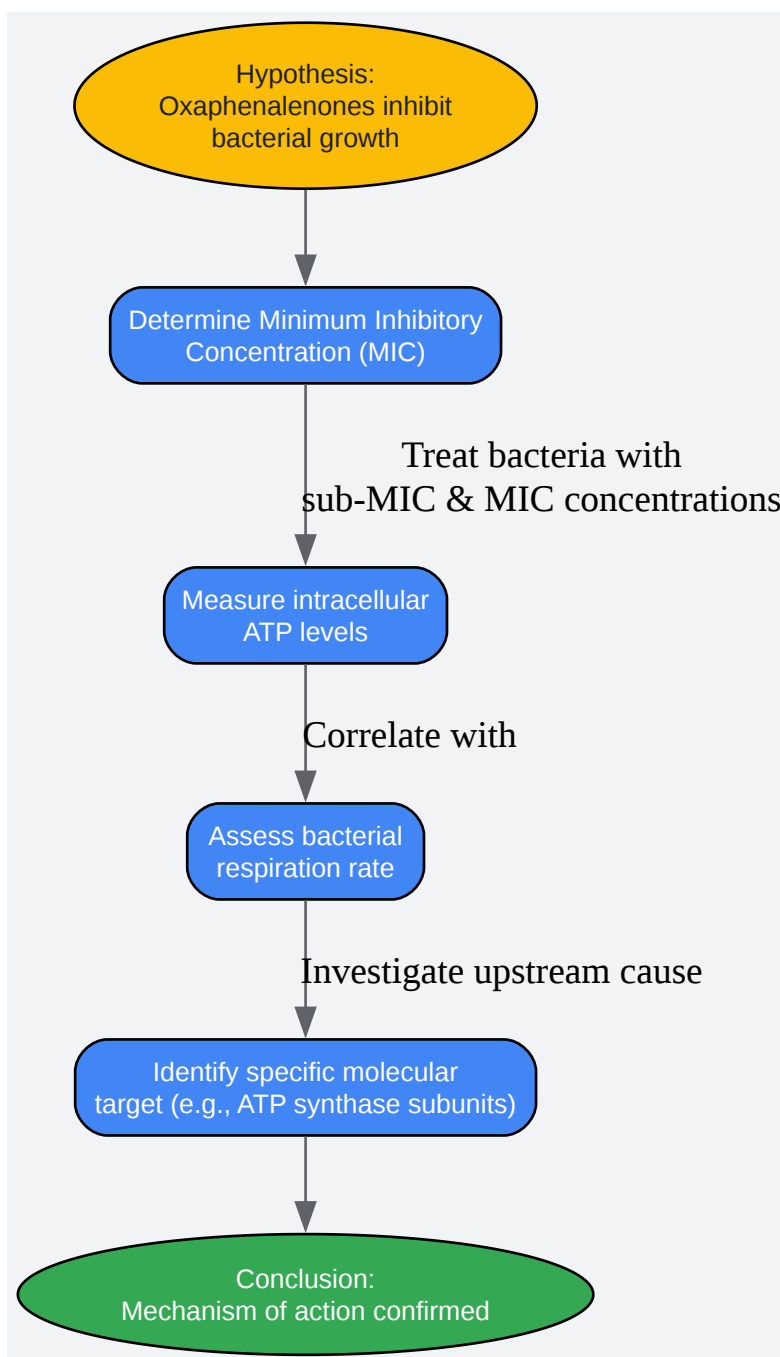 Hypothesis:
Oxaphenalenones inhibit
bacterial growth
Determine Minimum Inhibitory
Concentration (MIC)
Treat bacteria with
sub-MIC & MIC concentrations
Measure intracellular
ATP levels
Correlate with
Assess bacterial
respiration rate
Investigate upstream cause
Identify specific molecular
target (e.g., ATP synthase subunits)
Conclusion:
Mechanism of action confirmed